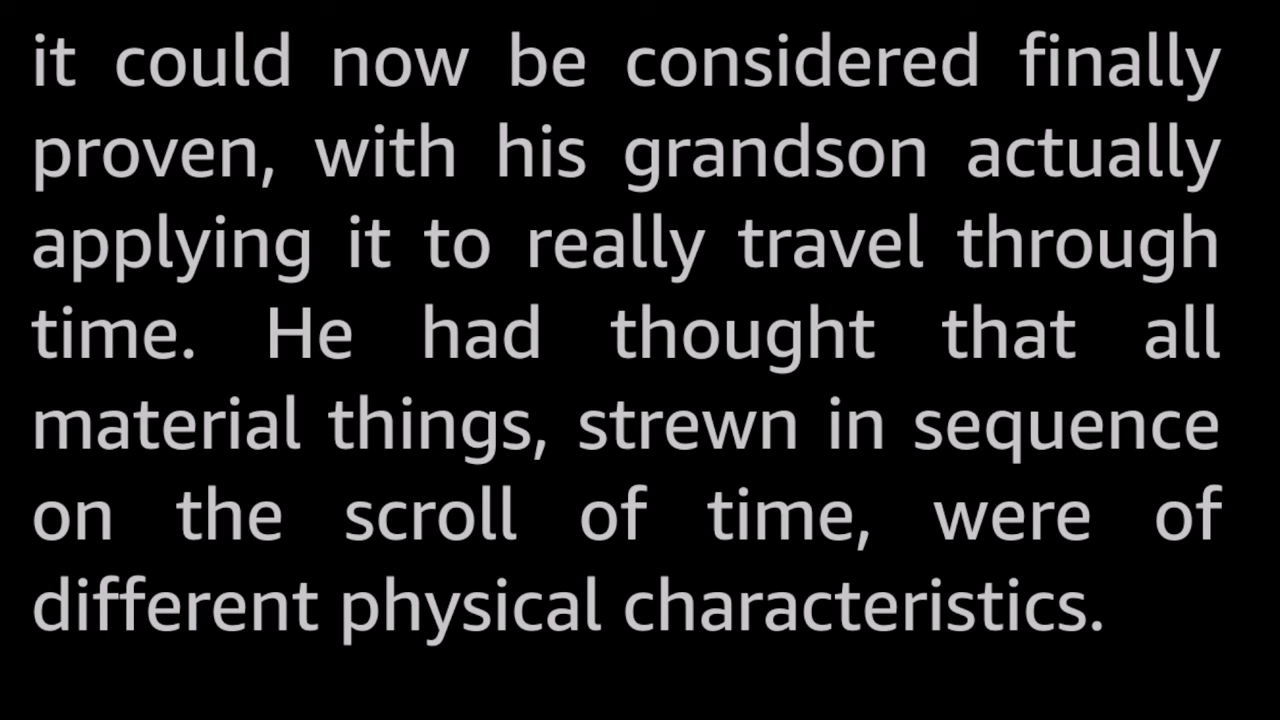 it could now be considered finally
proven, with his grandson actually
applying it to really travel through
time. He had thought that all
material things, strewn in sequence
on the scroll of time, were of
different physical characteristics.